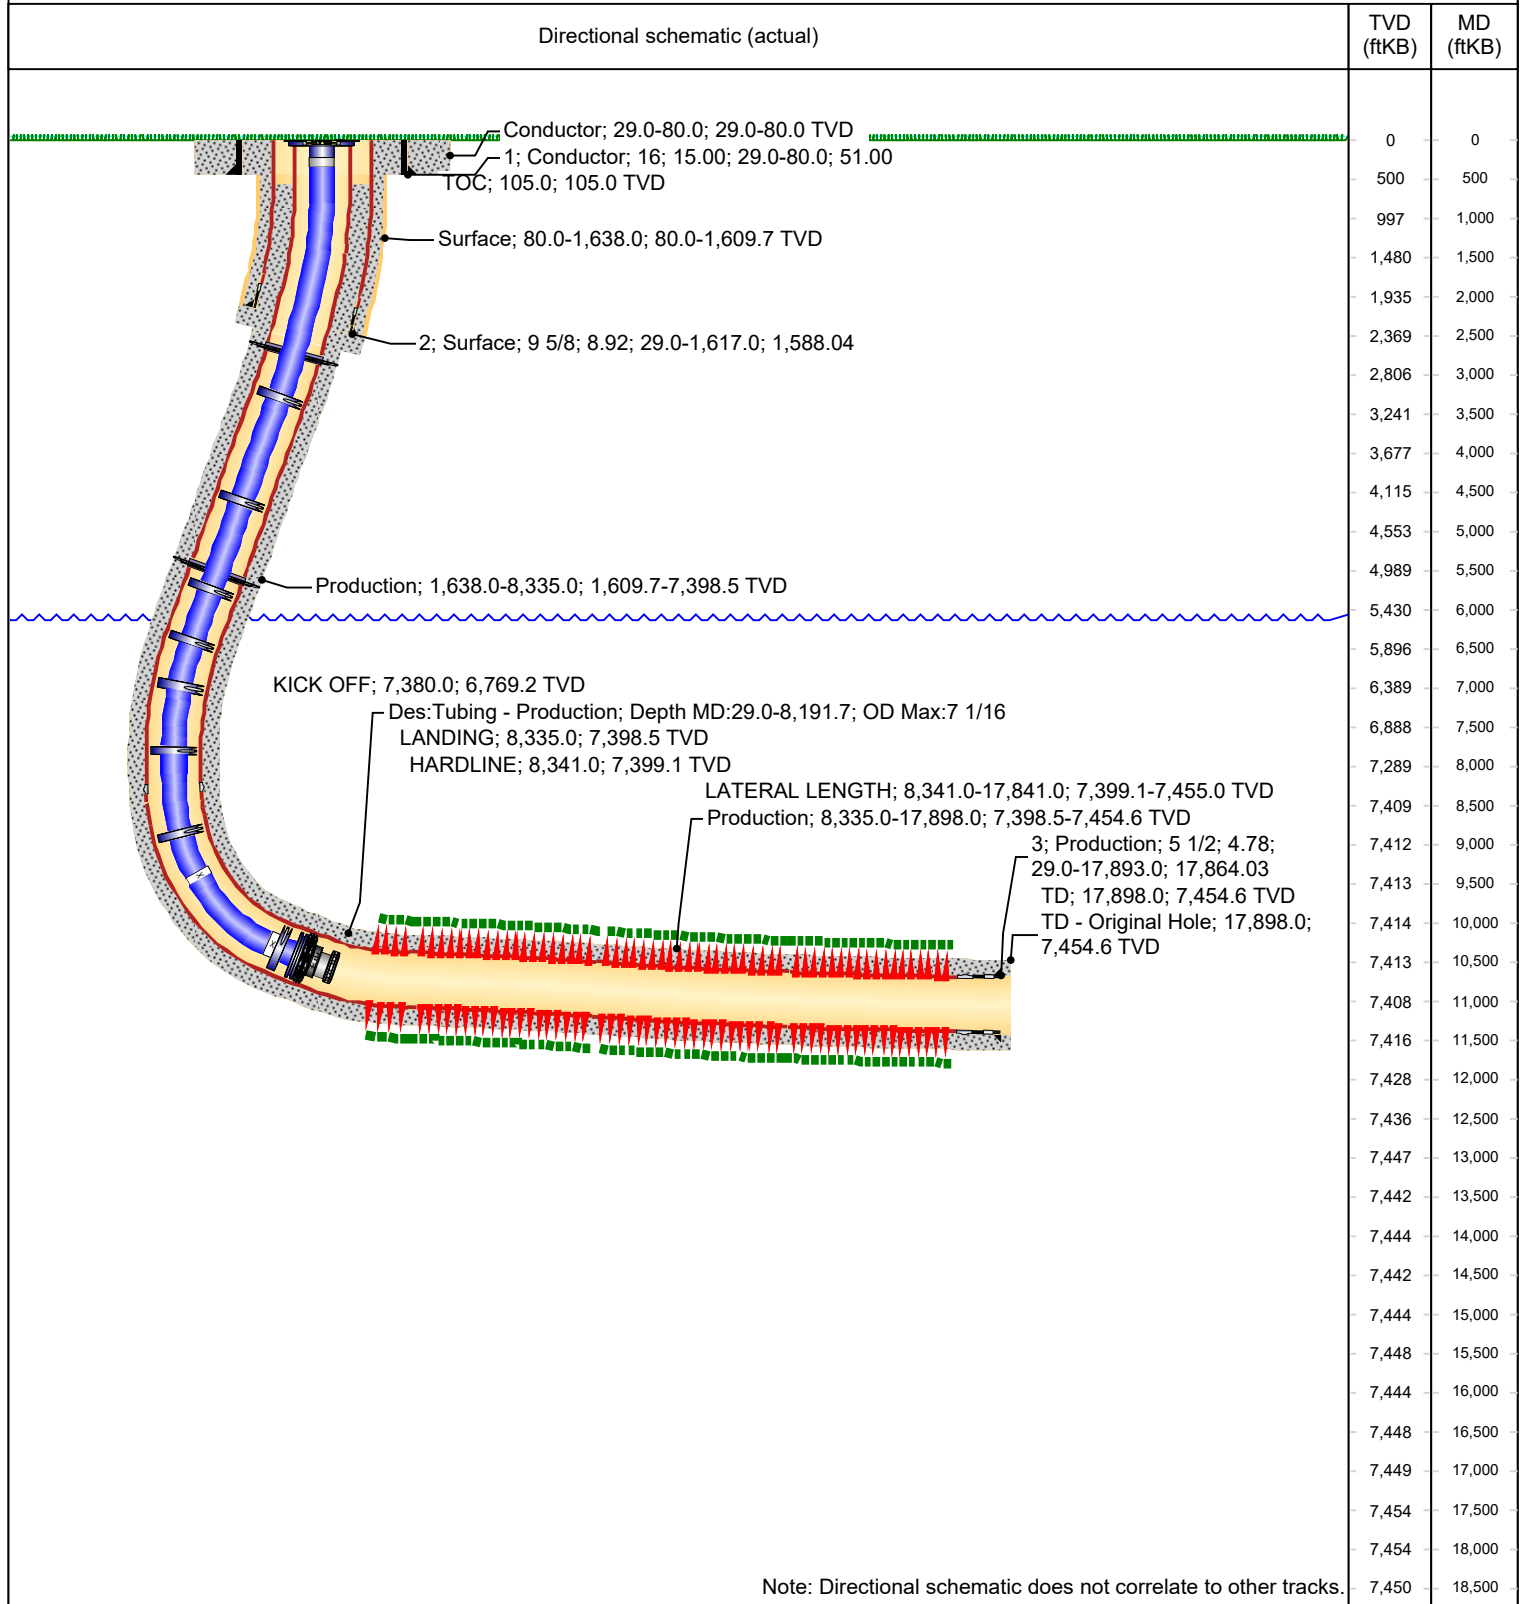 Directional schematic (actual)
TVD
(ftKB)
MD
(ftKB)
Conductor; 29.0-80.0; 29.0-80.0 TVD
1; Conductor; 16; 15.00; 29.0-80.0; 51.00
TOC; 105.0; 105.0 TVD
Surface; 80.0-1,638.0; 80.0-1,609.7 TVD
2; Surface; 9 5/8; 8.92; 29.0-1,617.0; 1,588.04
Production; 1,638.0-8,335.0; 1,609.7-7,398.5 TVD
KICK OFF; 7,380.0; 6,769.2 TVD
Des:Tubing - Production; Depth MD:29.0-8,191.7; OD Max:7 1/16
LANDING; 8,335.0; 7,398.5 TVD
HARDLINE; 8,341.0; 7,399.1 TVD
LATERAL LENGTH; 8,341.0-17,841.0; 7,399.1-7,455.0 TVD
Production; 8,335.0-17,898.0; 7,398.5-7,454.6 TVD
3; Production; 5 1/2; 4.78;
29.0-17,893.0; 17,864.03
TD; 17,898.0; 7,454.6 TVD
TD - Original Hole; 17,898.0;
7,454.6 TVD
0 0
500 500
997 1,000
1,480 1,500
1,935 2,000
2,369 2,500
2,806 3,000
3,241 3,500
3,677 4,000
4,115 4,500
4,553 5,000
4,989 5,500
5,430 6,000
5,896 6,500
6,389 7,000
6,888 7,500
7,289 8,000
7,409 8,500
7,412 9,000
7,413 9,500
7,414 10,000
7,413 10,500
7,408 11,000
7,416 11,500
7,428 12,000
7,436 12,500
7,447 13,000
7,442 13,500
7,444 14,000
7,442 14,500
7,444 15,000
7,448 15,500
7,444 16,000
7,448 16,500
7,449 17,000
7,454 17,500
7,454 18,000
7,450 18,500
Note: Directional schematic does not correlate to other tracks.